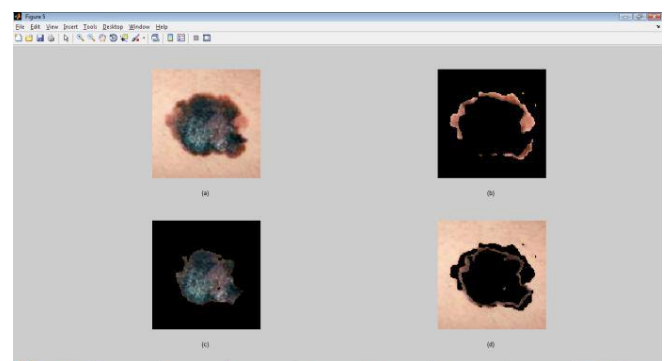 Figure 5
File Edit View Insert Tools Desktop Window Help
(a)
(b)
(c)
(d)